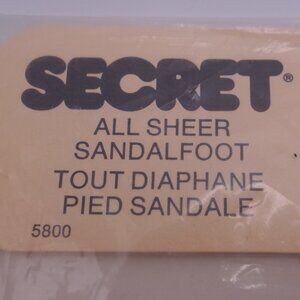 SECRET®
ALL SHEER
SANDALFOOT
TOUT DIAPHANE
PIED SANDALE
5800